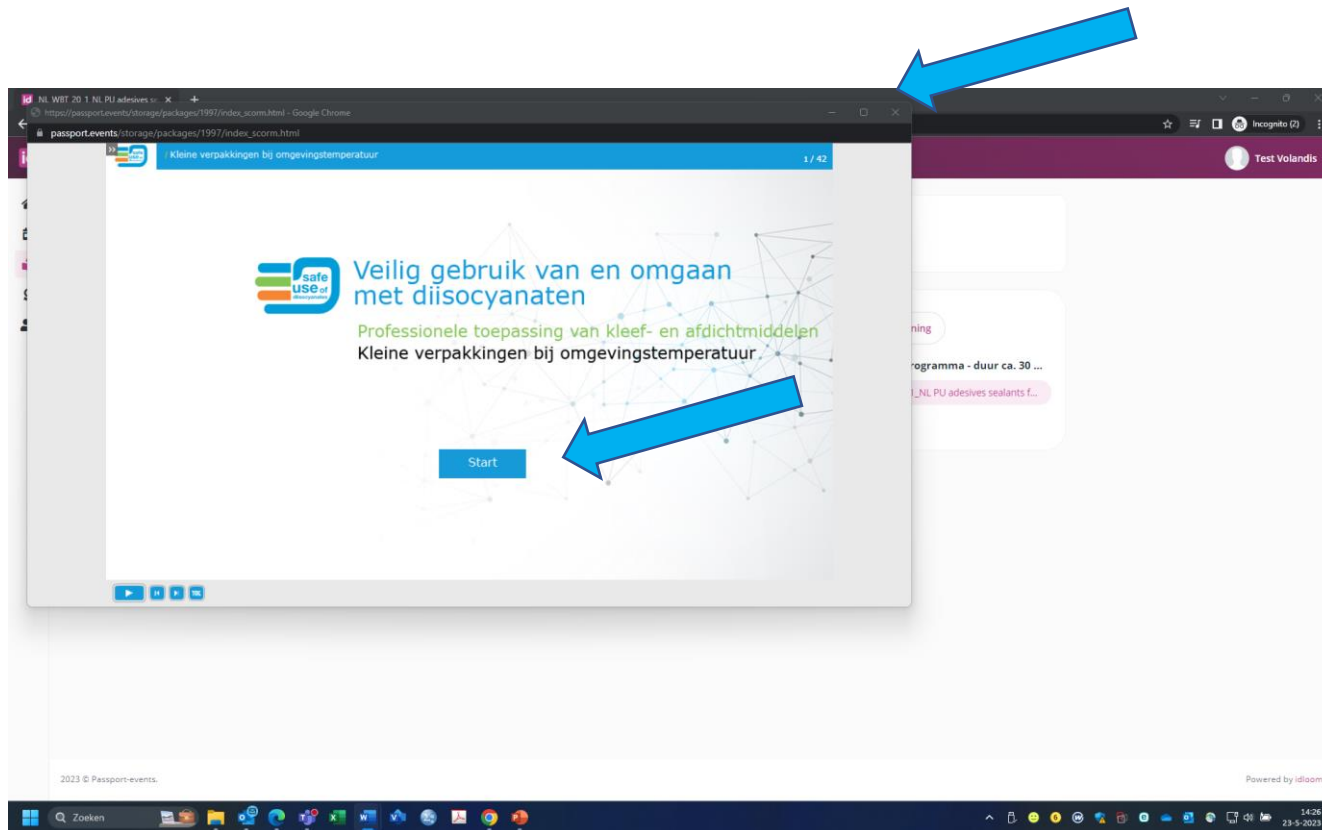 NL WBT 20 1 NL PU adesives se
https://passport.events/storage/packages/1997/index_scorm.html - Google Chrome
passport.events/storage/packages/1997/index_scorm.html
Incognito (2)
/ Kleine verpakkingen bij omgevingstemperatuur
1 / 42
Test Volandis
safe
use of
diisocyanates
Veilig gebruik van en omgaan
met diisocyanaten
Professionele toepassing van kleef- en afdichtmiddelen
Kleine verpakkingen bij omgevingstemperatuur
Start
ning
rogramma - duur ca. 30 ...
1_NL PU adesives sealants f...
2023 © Passport-events.
Powered by idloom
Zoeken
14:26
23-5-2023